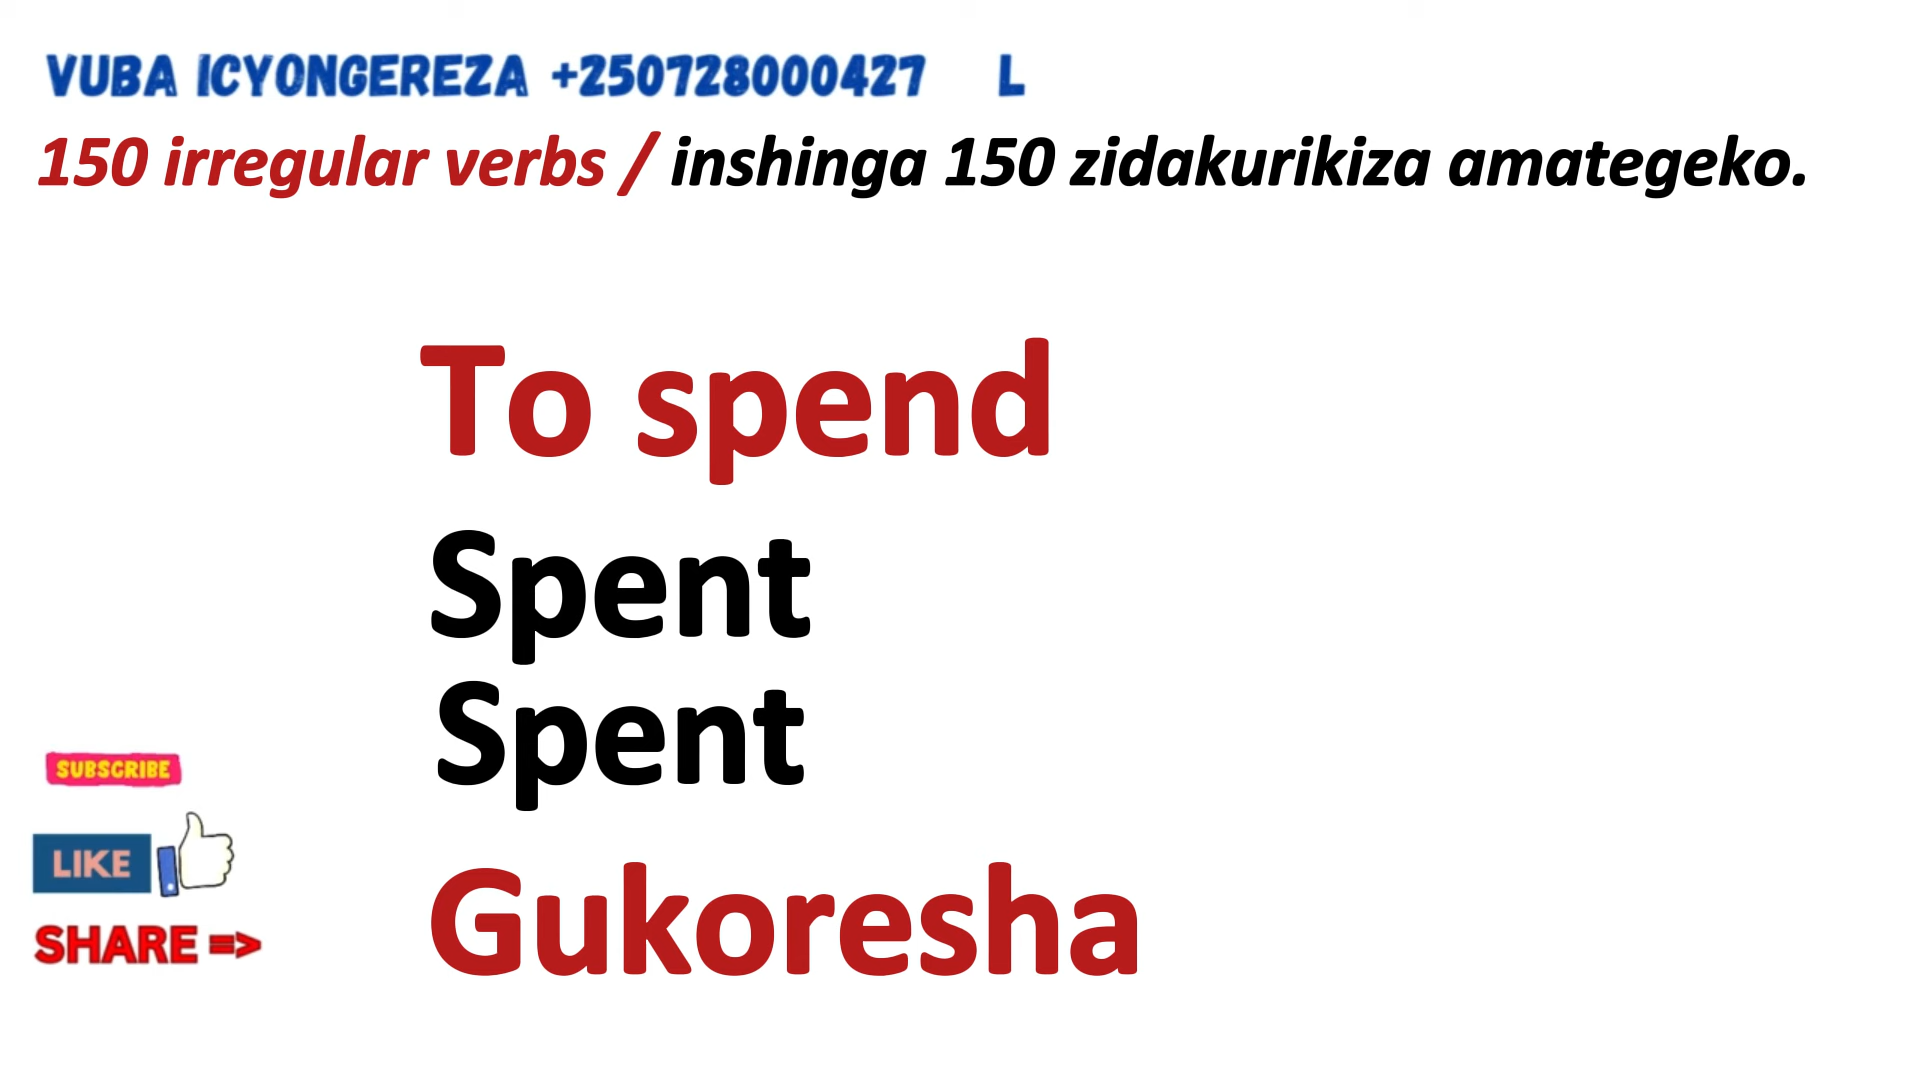 VUBA ICYONGEREZA +250728000427 L
150 irregular verbs / inshinga 150 zidakurikiza amategeko.
To spend
Spent
Spent
Gukoresha
SUBSCRIBE
LIKE
SHARE =>